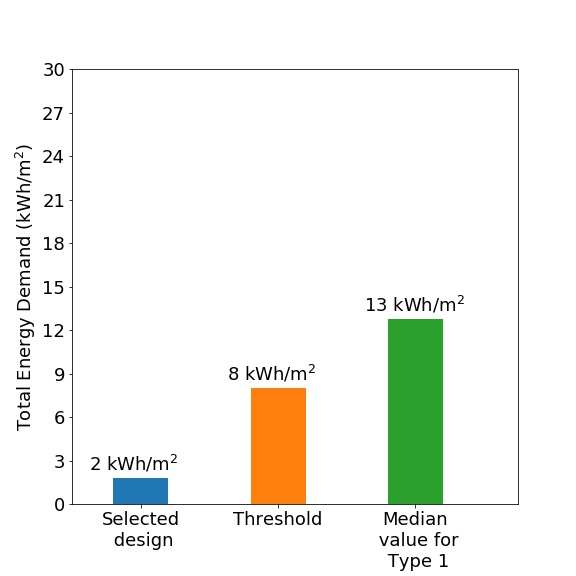 Total Energy Demand (kWh/m²)
30
27
24
21
18
15
12
9
6
3
0
2 kWh/m²
8 kWh/m²
13 kWh/m²
Selected
design
Threshold
Median
value for
Type 1